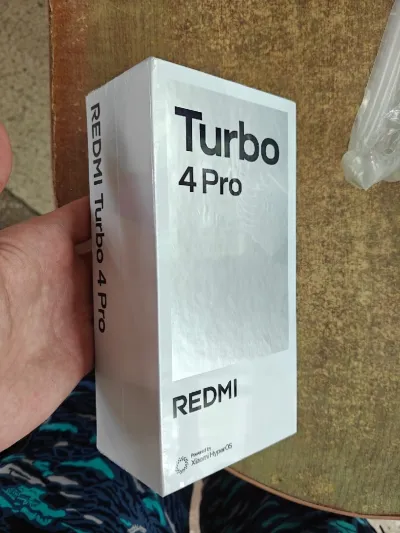 REDMI Turbo 4 Pro
Turbo
4 Pro
REDMI
Powered by
Xiaomi HyperOS